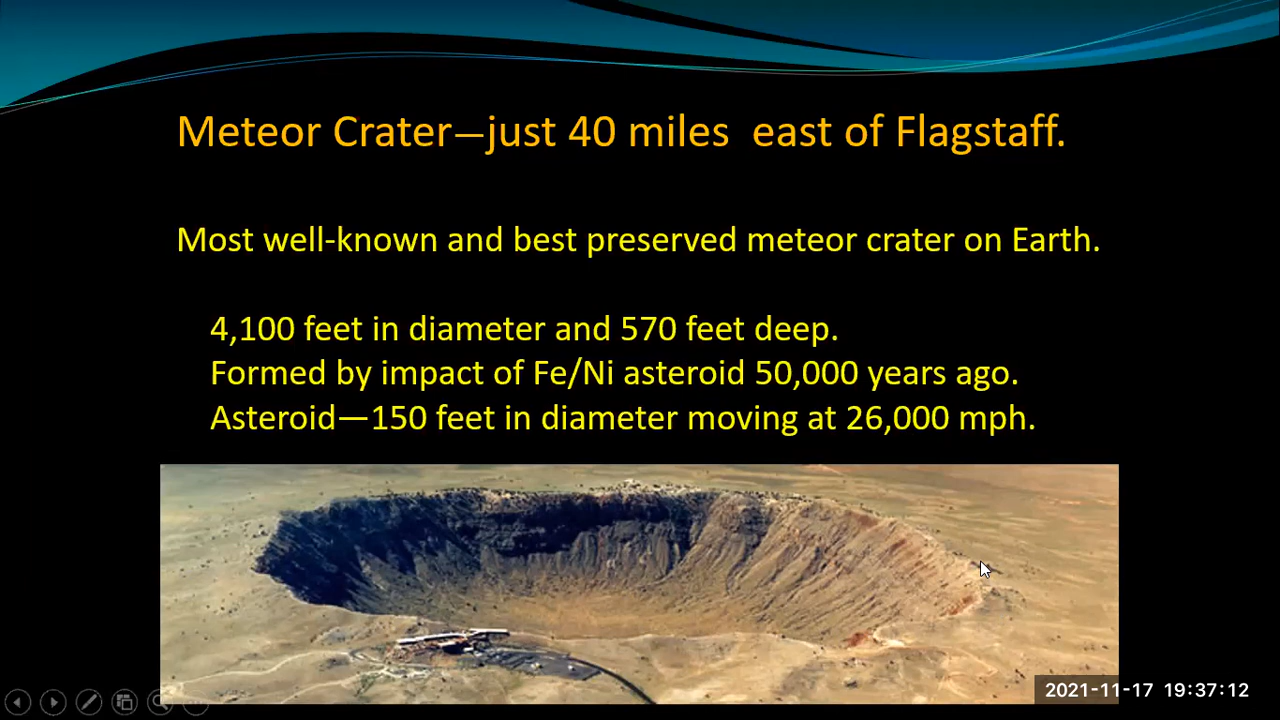 Meteor Crater—just 40 miles  east of Flagstaff.
Most well-known and best preserved meteor crater on Earth.
4,100 feet in diameter and 570 feet deep.
Formed by impact of Fe/Ni asteroid 50,000 years ago.
Asteroid—150 feet in diameter moving at 26,000 mph.
2021-11-17 19:37:12